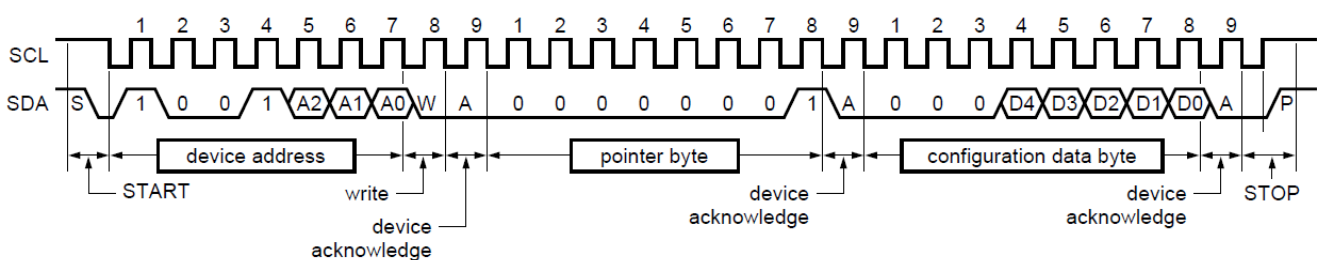 1 2 3 4 5 6 7 8 9 1 2 3 4 5 6 7 8 9 1 2 3 4 5 6 7 8 9
SCL
SDA S 1 0 0 1 A2 A1 A0 W A 0 0 0 0 0 0 0 1 A 0 0 0 D4 D3 D2 D1 D0 A P
device address pointer byte configuration data byte
START write device acknowledge device acknowledge STOP
device
acknowledge